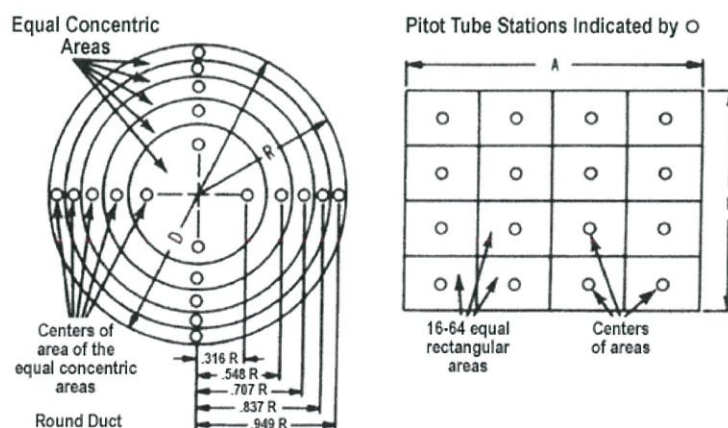 Equal Concentric
Areas
Pitot Tube Stations Indicated by O
A
R
D
Centers of
area of the
equal concentric
areas
16-64 equal
rectangular
areas
Centers
of areas
.316 R
.548 R
.707 R
.837 R
.949 R
Round Duct